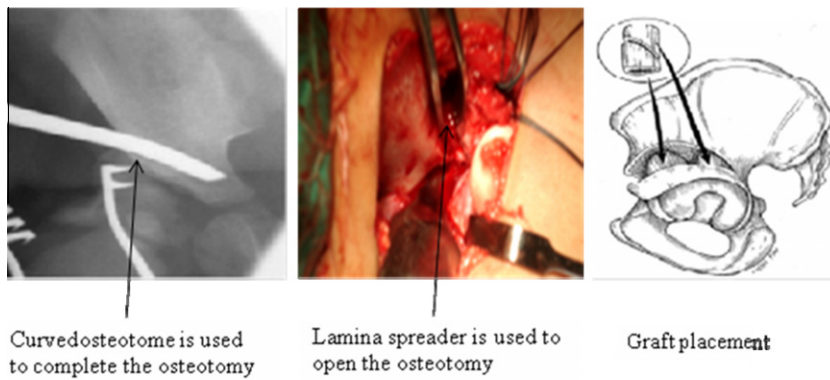 Curvedosteotome is used
to complete the osteotomy
Lamina spreader is used to
open the osteotomy
Graft placement